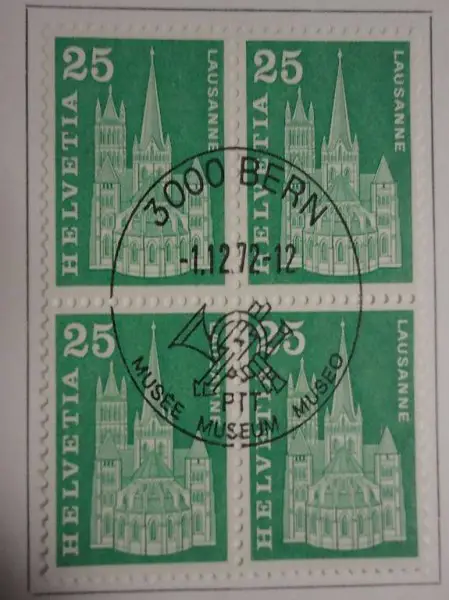 25
HELVETIA
LAUSANNE
25
HELVETIA
LAUSANNE
3000 BERN
-1.12.72-12
PTT
MUSÉE MUSEUM MUSEO
25
HELVETIA
25
HELVETIA
LAUSANNE